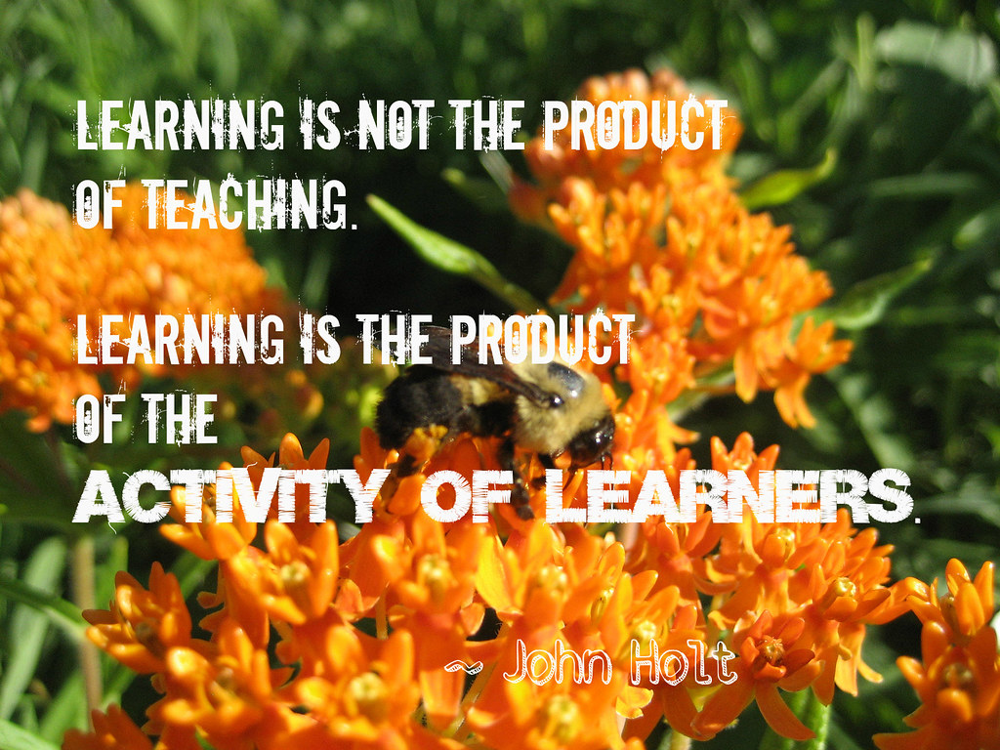 LEARNING IS NOT THE PRODUCT
OF TEACHING.
LEARNING IS THE PRODUCT
OF THE
ACTIVITY OF LEARNERS.
~ John Holt